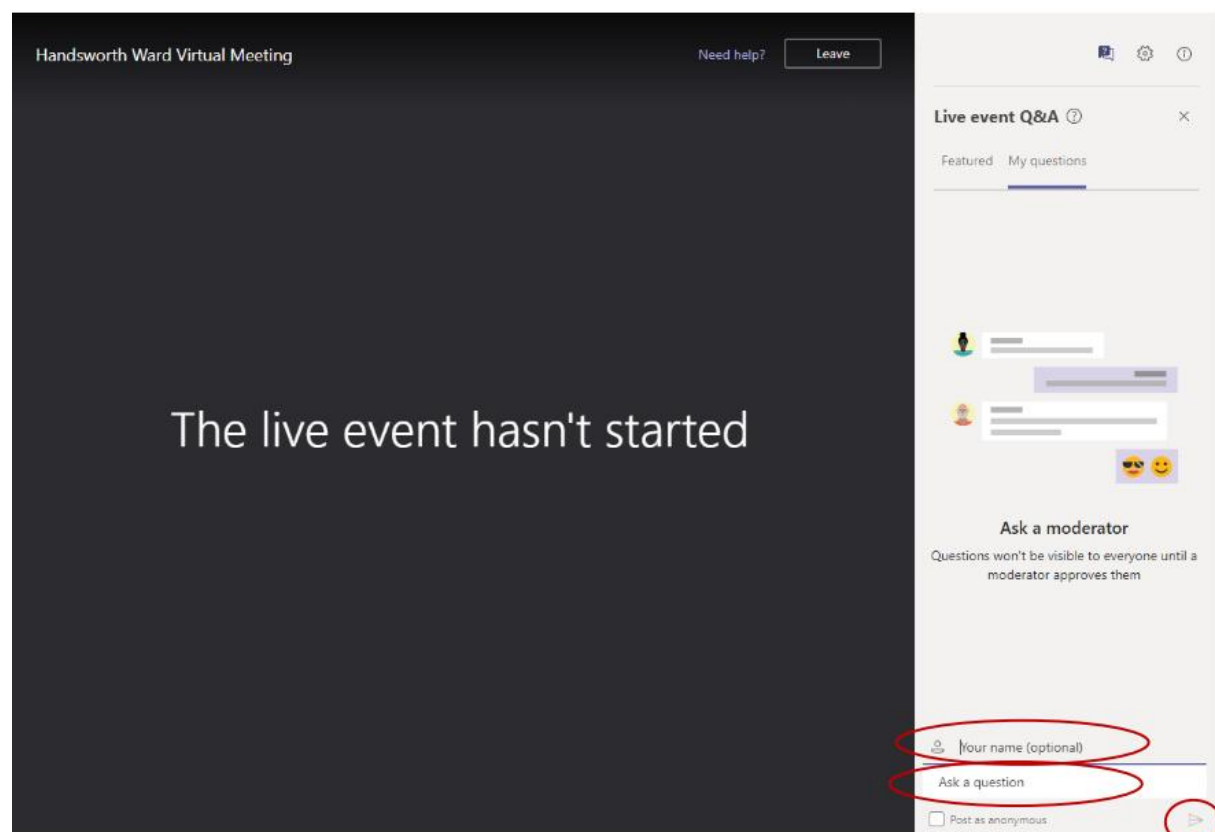 Handsworth Ward Virtual Meeting
Need help?
Leave
Live event Q&A
Featured
My questions
The live event hasn't started
Ask a moderator
Questions won't be visible to everyone until a
moderator approves them
Your name (optional)
Ask a question
Post as anonymous